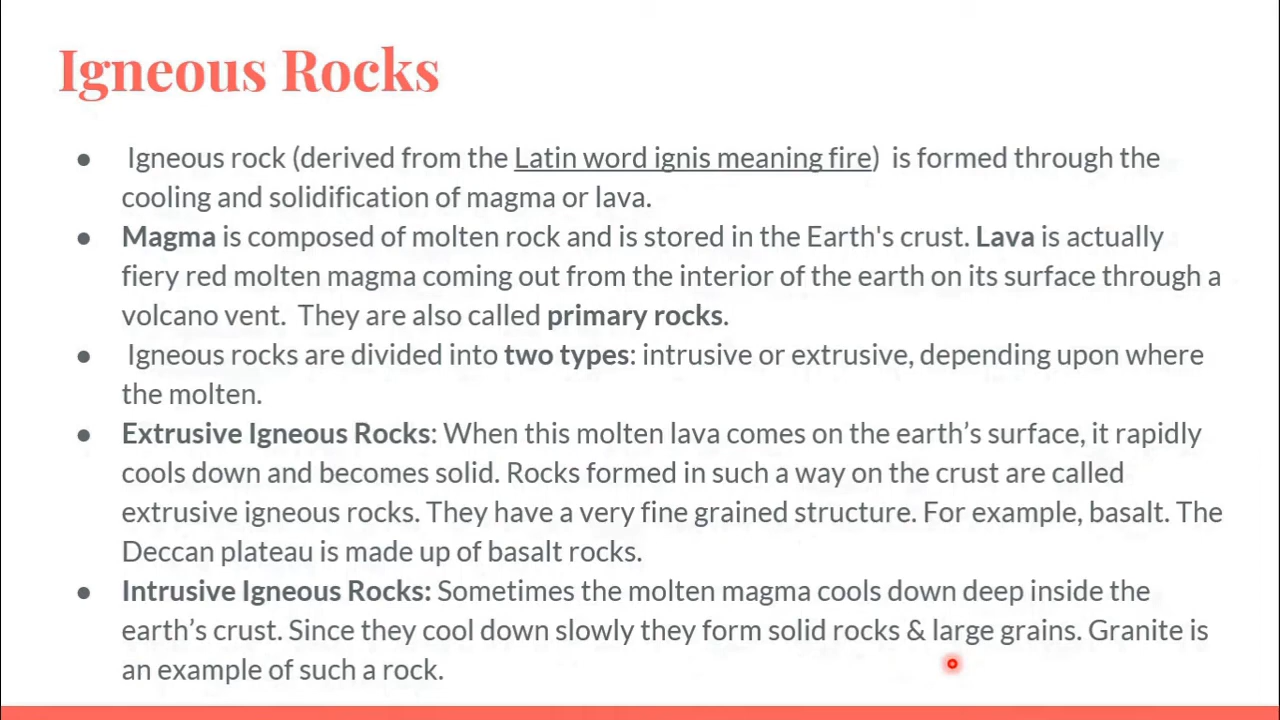 Igneous Rocks
● Igneous rock (derived from the Latin word ignis meaning fire) is formed through the
cooling and solidification of magma or lava.
● Magma is composed of molten rock and is stored in the Earth's crust. Lava is actually
fiery red molten magma coming out from the interior of the earth on its surface through a
volcano vent. They are also called primary rocks.
● Igneous rocks are divided into two types: intrusive or extrusive, depending upon where
the molten.
● Extrusive Igneous Rocks: When this molten lava comes on the earth’s surface, it rapidly
cools down and becomes solid. Rocks formed in such a way on the crust are called
extrusive igneous rocks. They have a very fine grained structure. For example, basalt. The
Deccan plateau is made up of basalt rocks.
● Intrusive Igneous Rocks: Sometimes the molten magma cools down deep inside the
earth’s crust. Since they cool down slowly they form solid rocks & large grains. Granite is
an example of such a rock.